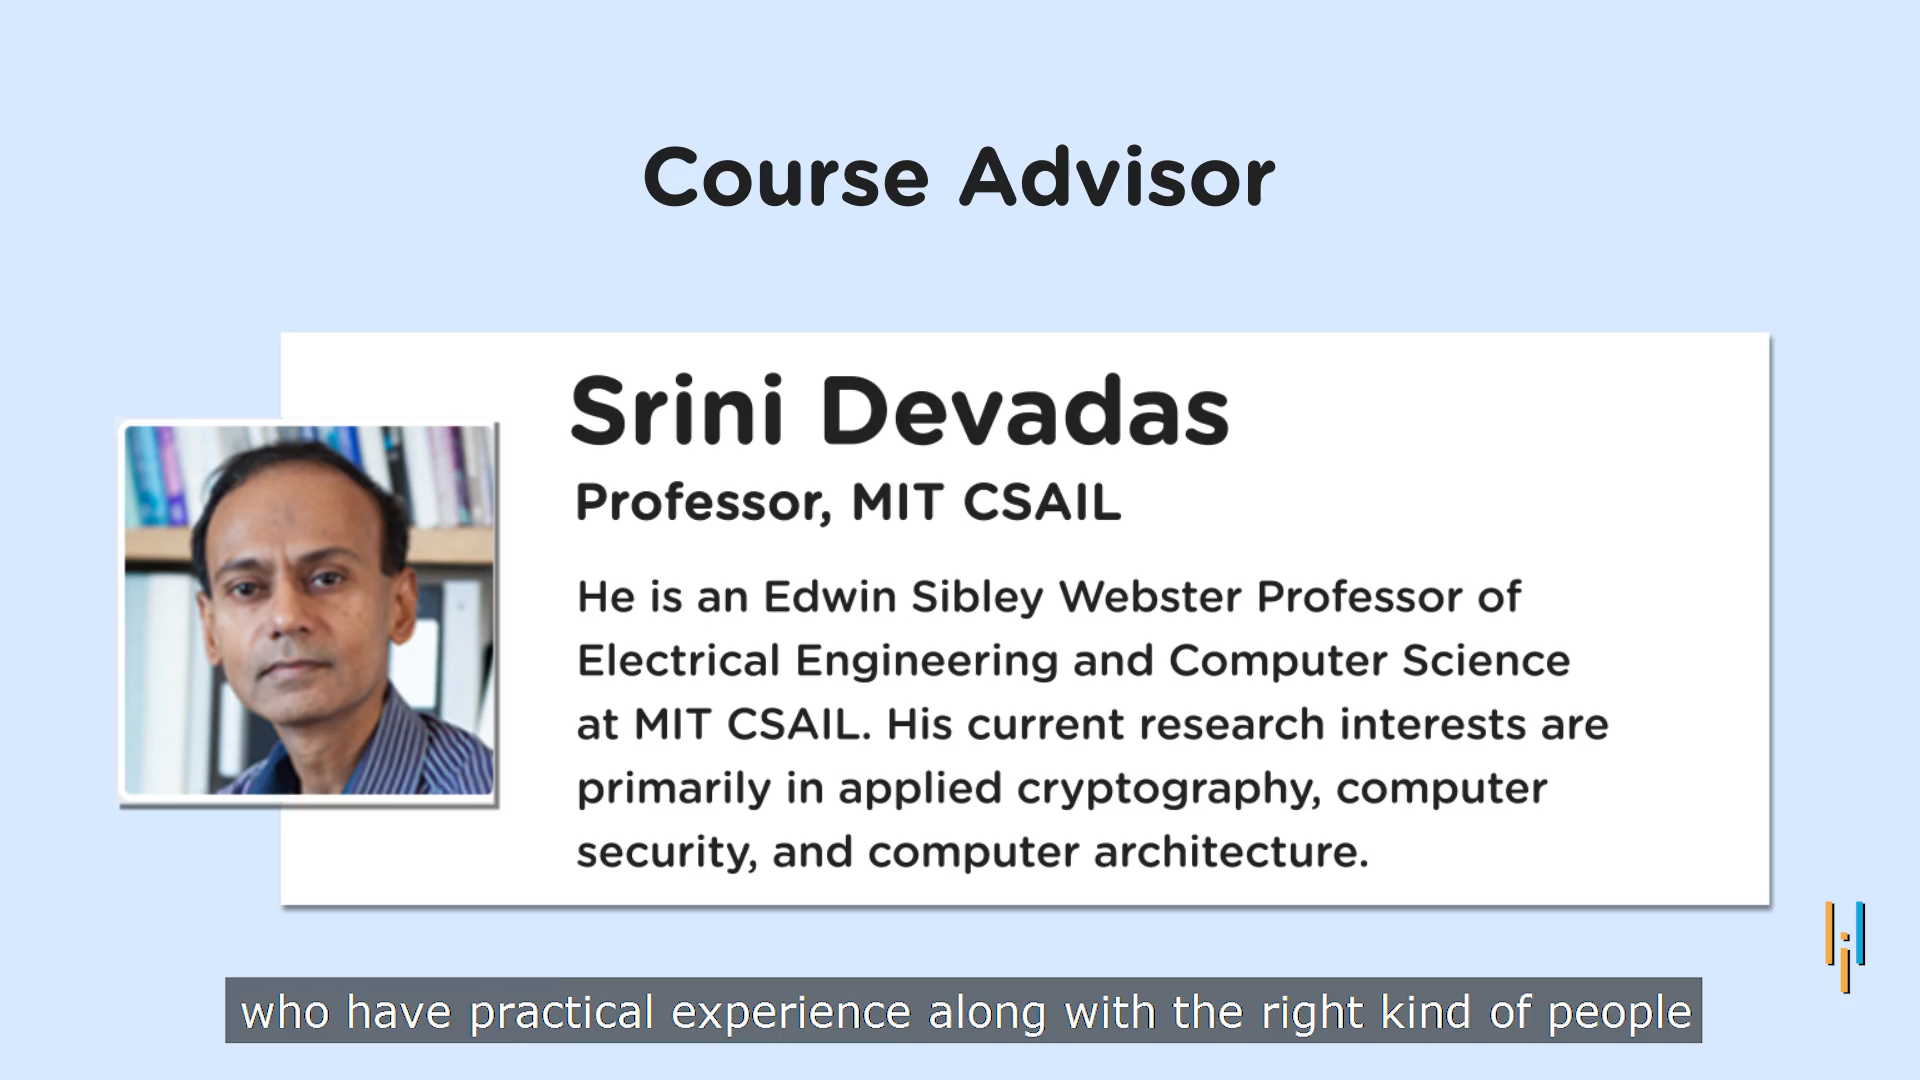 Course Advisor
Srini Devadas
Professor, MIT CSAIL
He is an Edwin Sibley Webster Professor of
Electrical Engineering and Computer Science
at MIT CSAIL. His current research interests are
primarily in applied cryptography, computer
security, and computer architecture.
who have practical experience along with the right kind of people